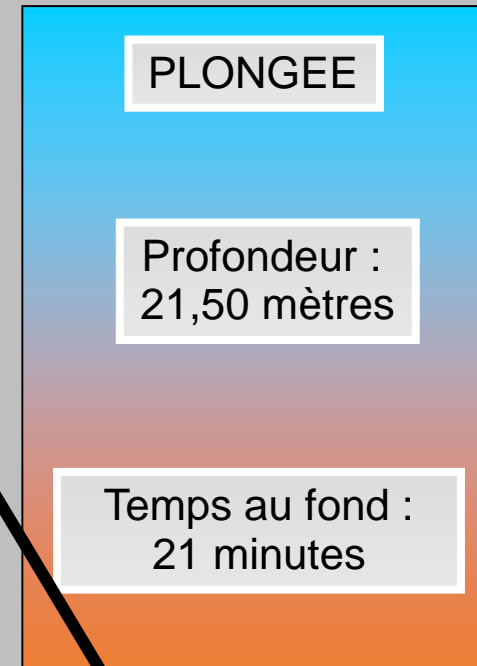 PLONGEE
Profondeur :
21,50 mètres
Temps au fond :
21 minutes